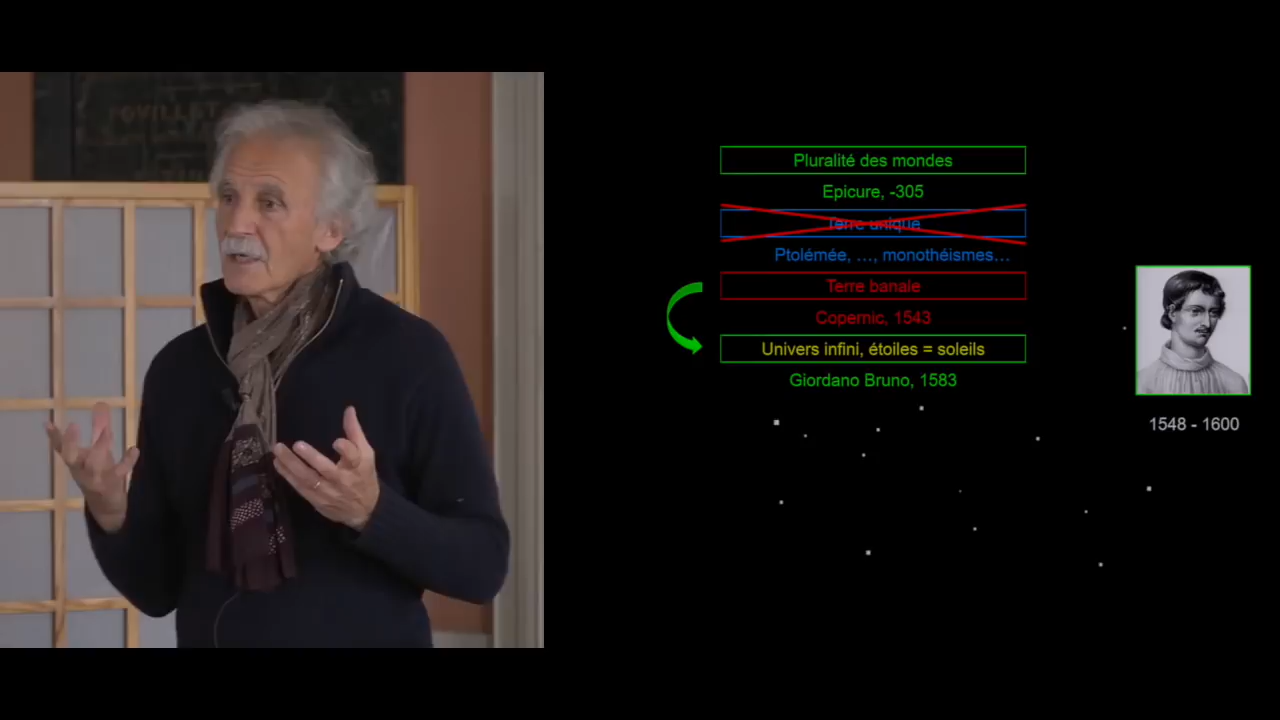 POUILLET
Pluralité des mondes
Epicure, -305
Terre unique
Ptolémée, ..., monothéismes...
Terre banale
Copernic, 1543
Univers infini, étoiles = soleils
Giordano Bruno, 1583
1548 - 1600